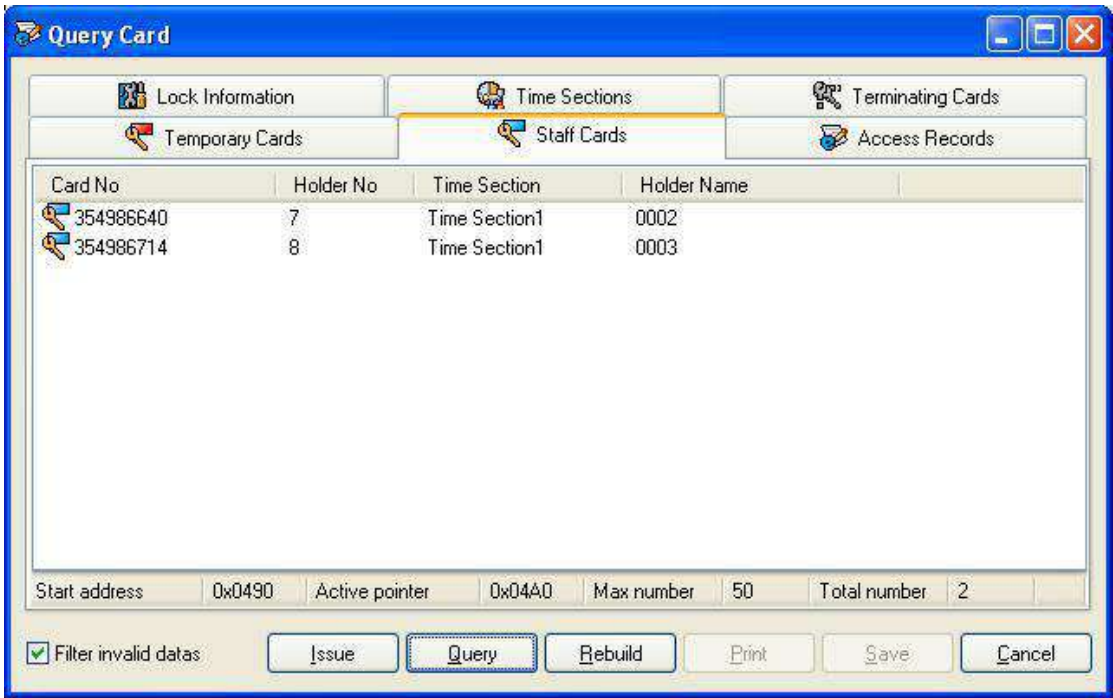 Query Card
Lock Information Time Sections Terminating Cards
Temporary Cards Staff Cards Access Records
Card No Holder No Time Section Holder Name
354986640 7 Time Section1 0002
354986714 8 Time Section1 0003
Start address 0x0490 Active pointer 0x04A0 Max number 50 Total number 2
Filter invalid datas Issue Query Rebuild Print Save Cancel